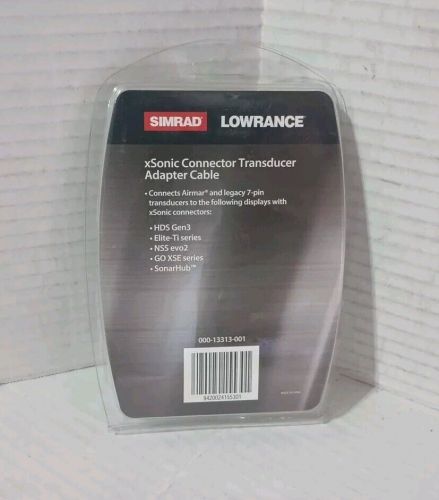 SIMRAD LOWRANCE®
xSonic Connector Transducer
Adapter Cable
• Connects Airmar® and legacy 7-pin
transducers to the following displays with
xSonic connectors:
• HDS Gen3
• Elite-Ti series
• NSS evo2
• GO XSE series
• SonarHub™
000-13313-001